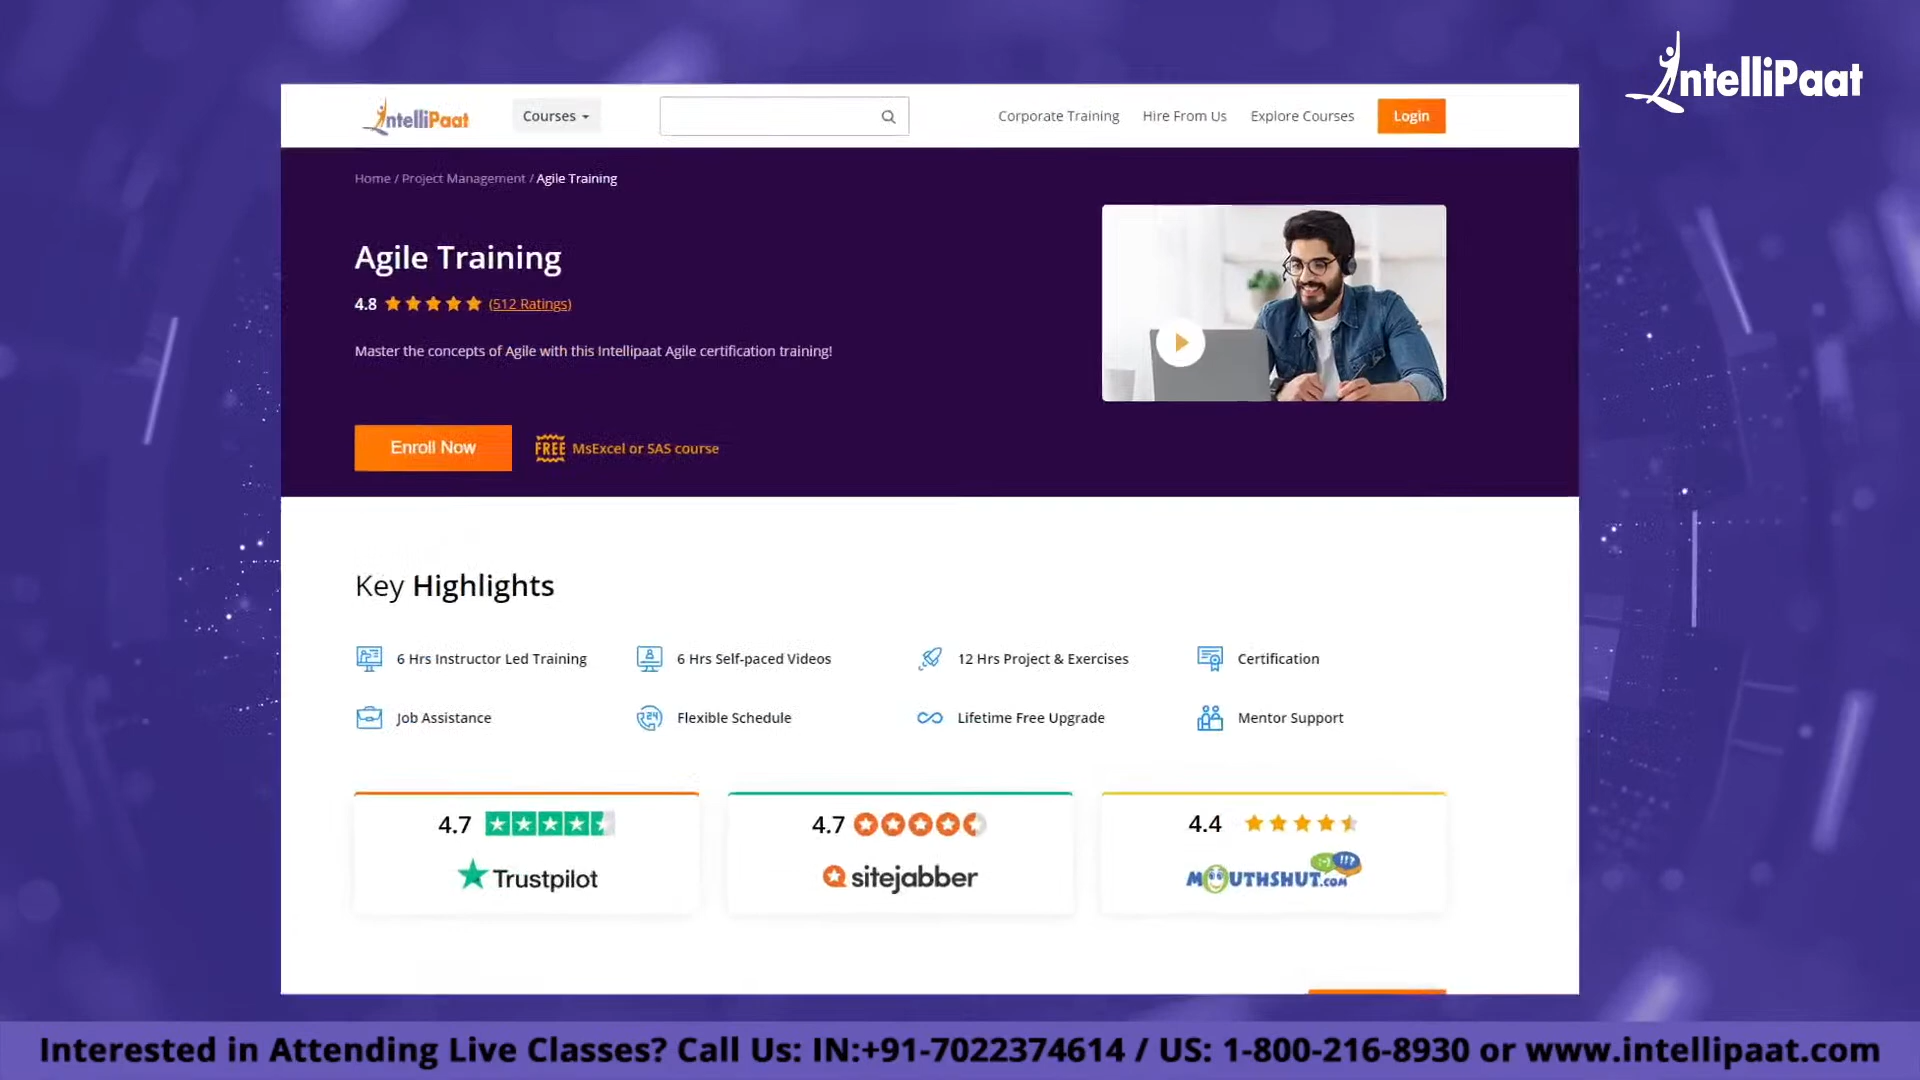 IntelliPaat
IntelliPaat
Courses
Corporate Training
Hire From Us
Explore Courses
Login
Home / Project Management / Agile Training
Agile Training
4.8 (512 Ratings)
Master the concepts of Agile with this Intellipaat Agile certification training!
Enroll Now
FREE MsExcel or SAS course
Key Highlights
6 Hrs Instructor Led Training
6 Hrs Self-paced Videos
12 Hrs Project & Exercises
Certification
Job Assistance
24
Flexible Schedule
Lifetime Free Upgrade
Mentor Support
4.7
Trustpilot
4.7
sitejabber
4.4
:-) !!?
MOUTHSHUT.COM
Interested in Attending Live Classes? Call Us: IN:+91-7022374614 / US: 1-800-216-8930 or www.intellipaat.com